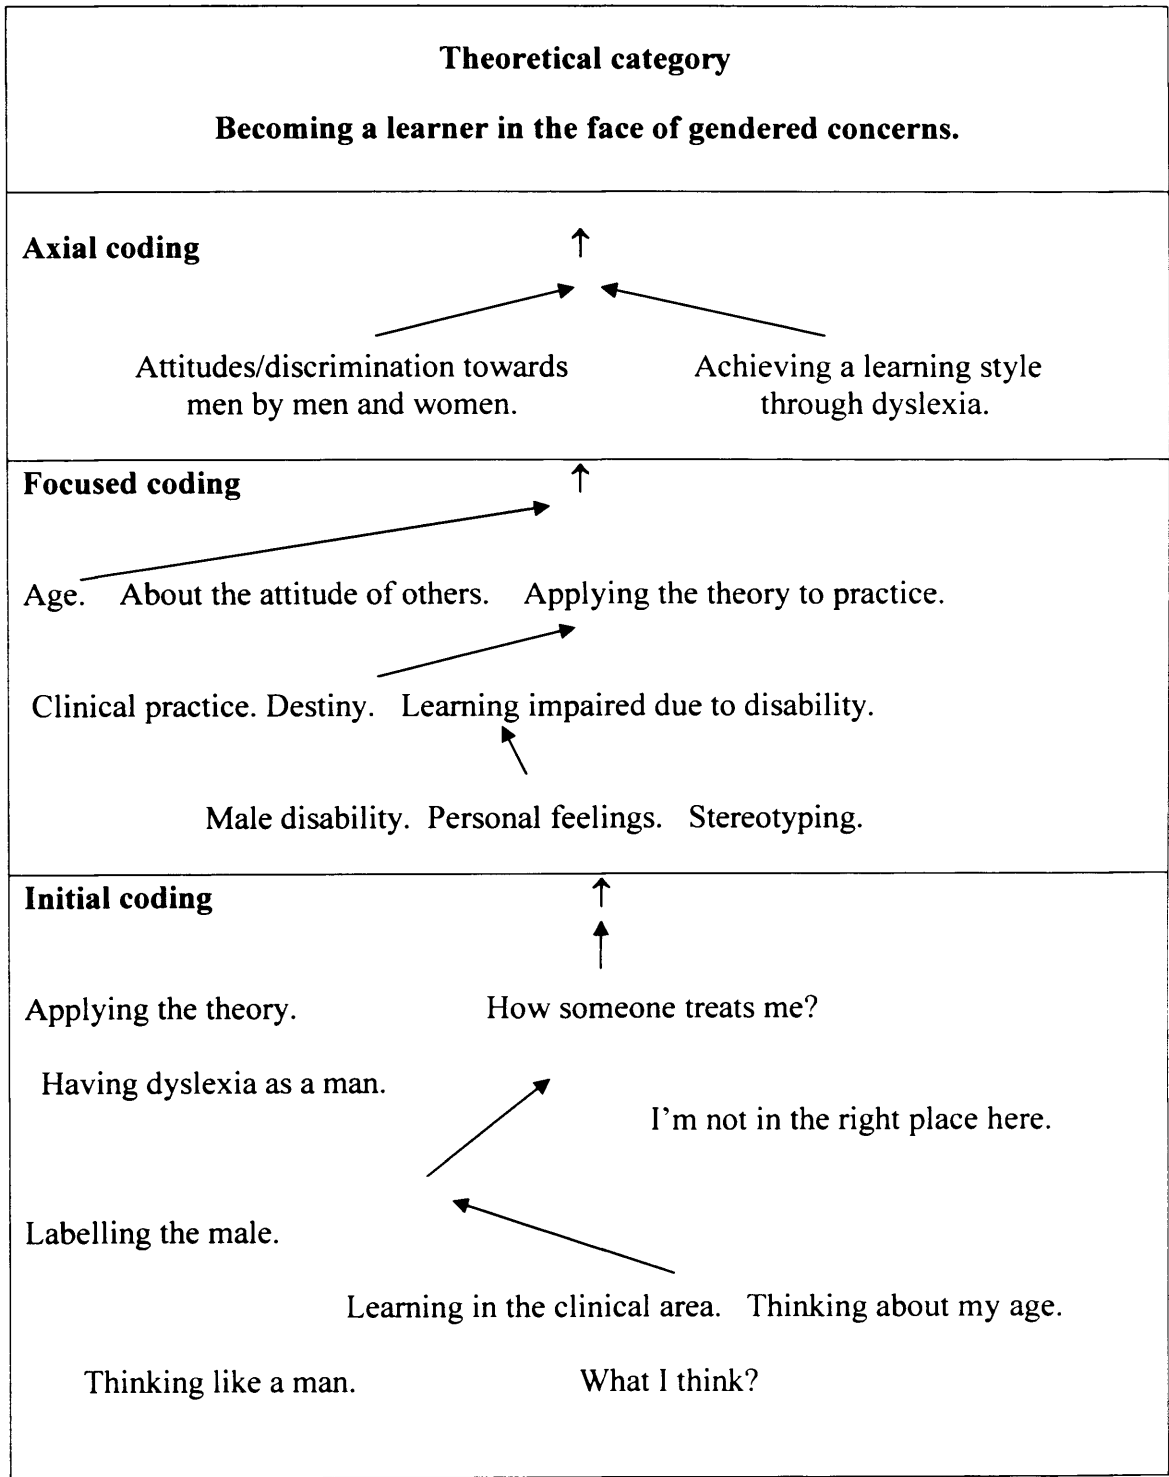 Theoretical category
Becoming a learner in the face of gendered concerns.
Axial coding
Attitudes/discrimination towards
men by men and women.
Achieving a learning style
through dyslexia.
Focused coding
Age. About the attitude of others. Applying the theory to practice.
Clinical practice. Destiny. Learning impaired due to disability.
Male disability. Personal feelings. Stereotyping.
Initial coding
Applying the theory. How someone treats me?
Having dyslexia as a man.
I'm not in the right place here.
Labelling the male.
Learning in the clinical area. Thinking about my age.
Thinking like a man. What I think?